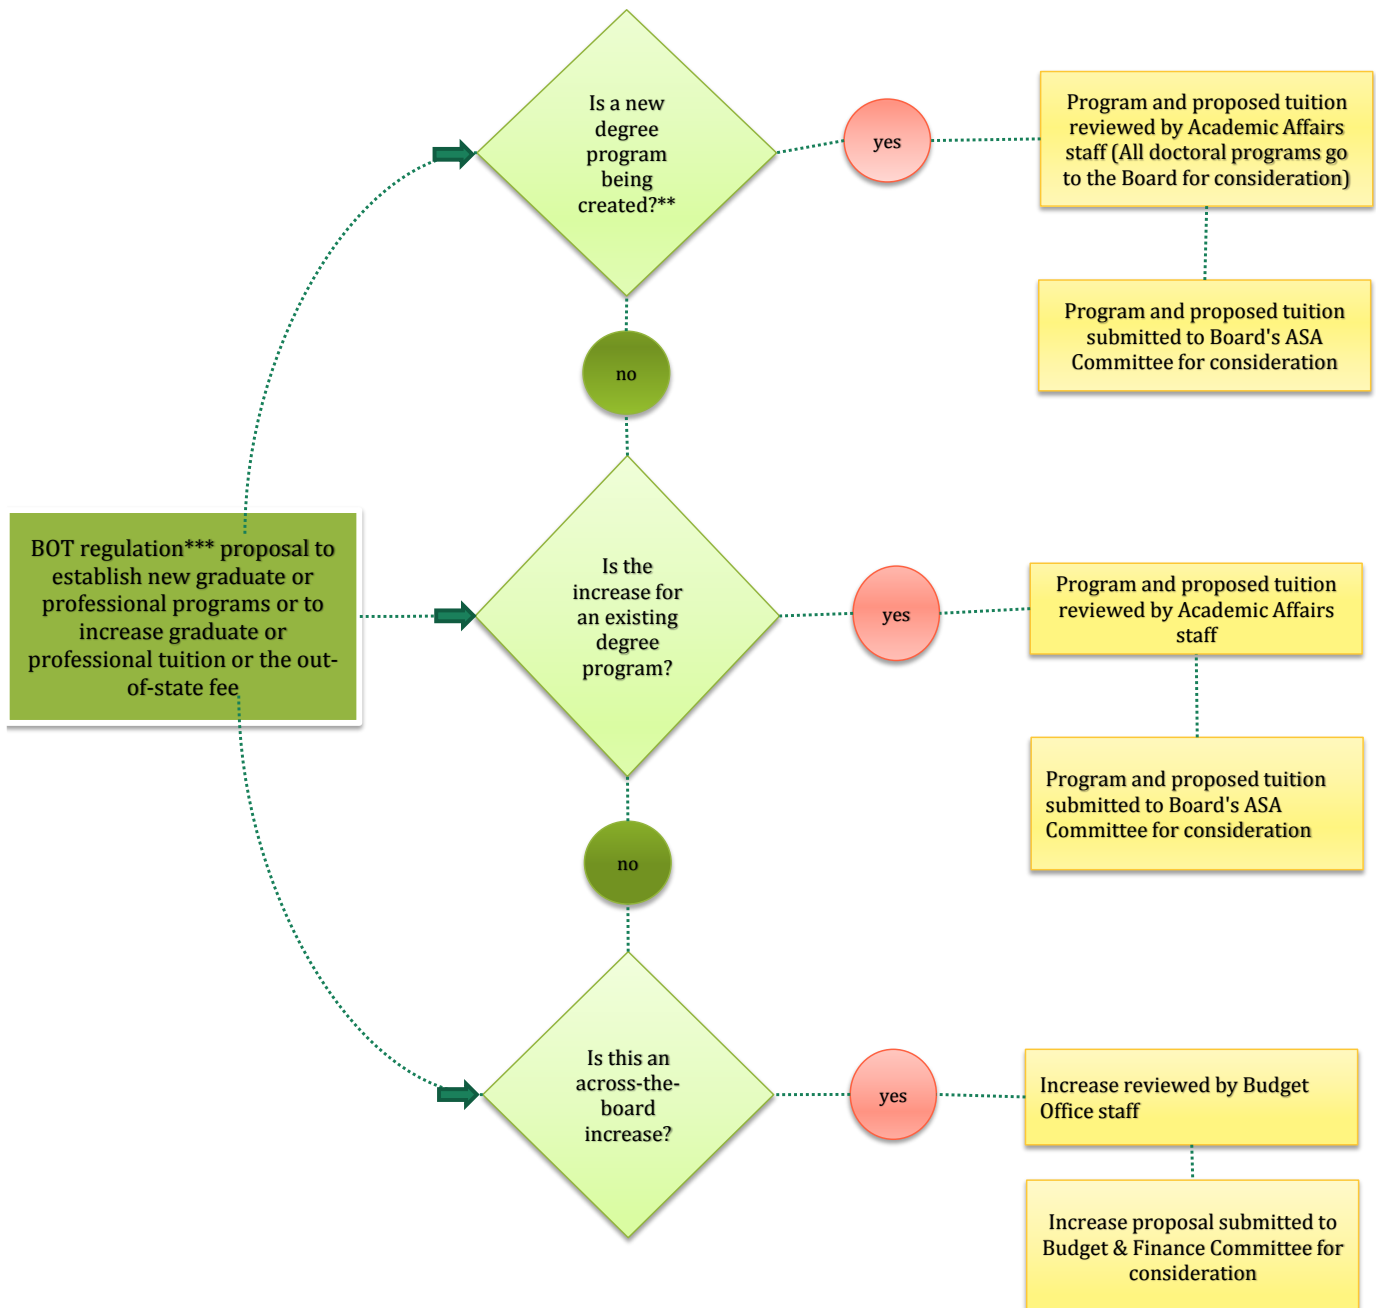 Is a new
degree
program
being
created?**
yes
Program and proposed tuition
reviewed by Academic Affairs
staff (All doctoral programs go
to the Board for consideration)
Program and proposed tuition
submitted to Board's ASA
Committee for consideration
no
BOT regulation*** proposal to
establish new graduate or
professional programs or to
increase graduate or
professional tuition or the out-
of-state fee
Is the
increase for
an existing
degree
program?
yes
Program and proposed tuition
reviewed by Academic Affairs
staff
Program and proposed tuition
submitted to Board's ASA
Committee for consideration
no
Is this an
across-the-
board
increase?
yes
Increase reviewed by Budget
Office staff
Increase proposal submitted to
Budget & Finance Committee for
consideration